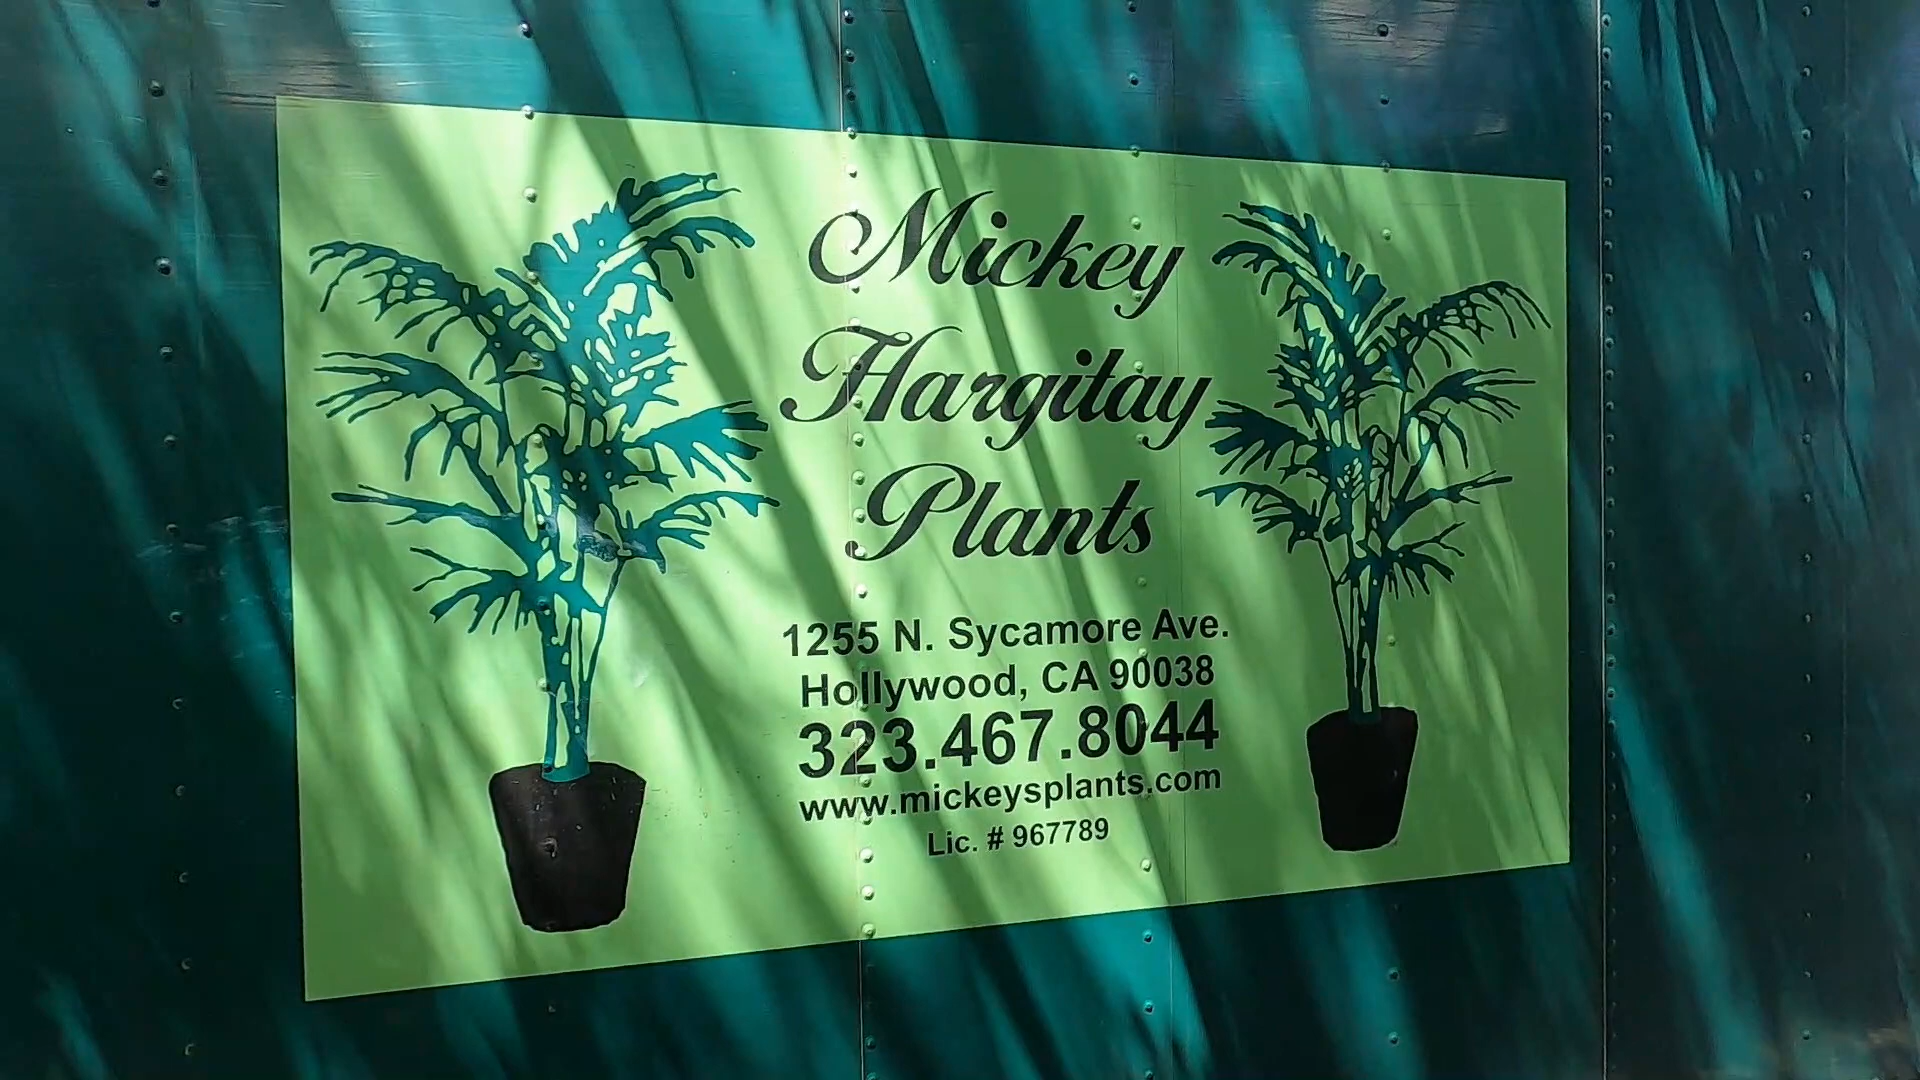 Mickey
Hargitay
Plants
1255 N. Sycamore Ave.
Hollywood, CA 90038
323.467.8044
www.mickeysplants.com
Lic. # 967789